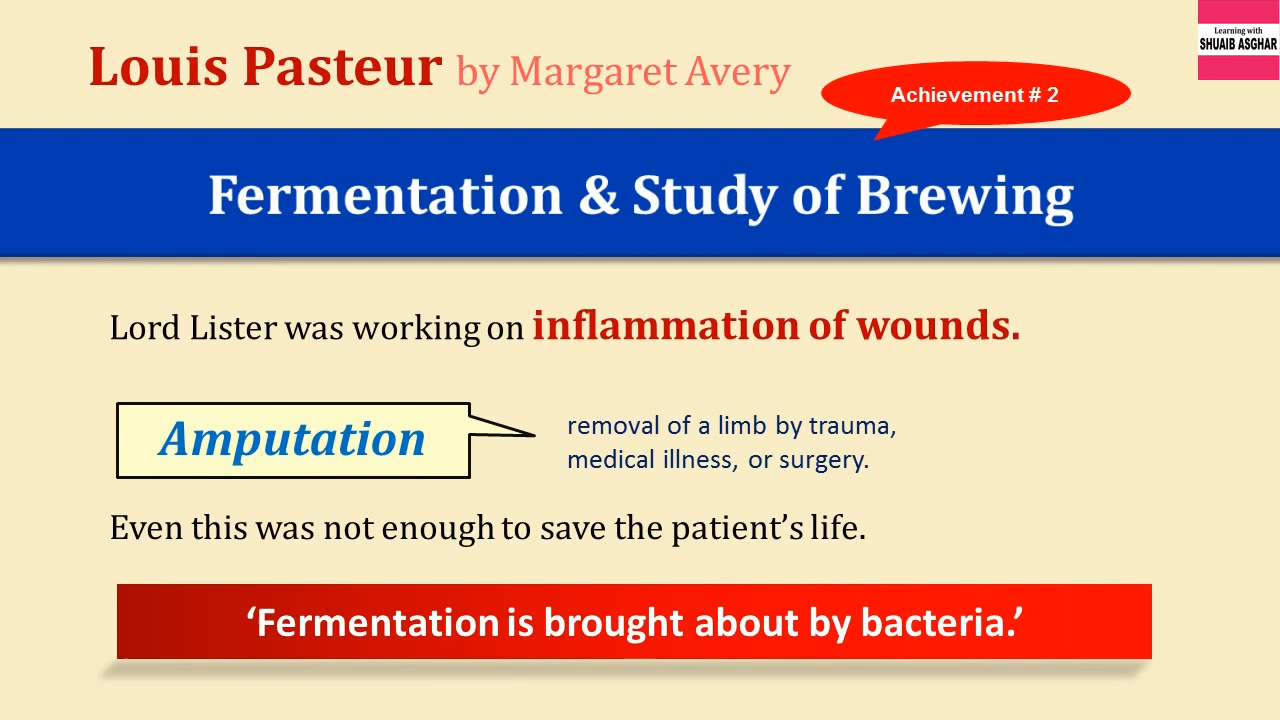 Learning with
SHUAIB ASGHAR
Louis Pasteur by Margaret Avery
Achievement # 2
Fermentation & Study of Brewing
Lord Lister was working on inflammation of wounds.
Amputation
removal of a limb by trauma,
medical illness, or surgery.
Even this was not enough to save the patient’s life.
‘Fermentation is brought about by bacteria.’